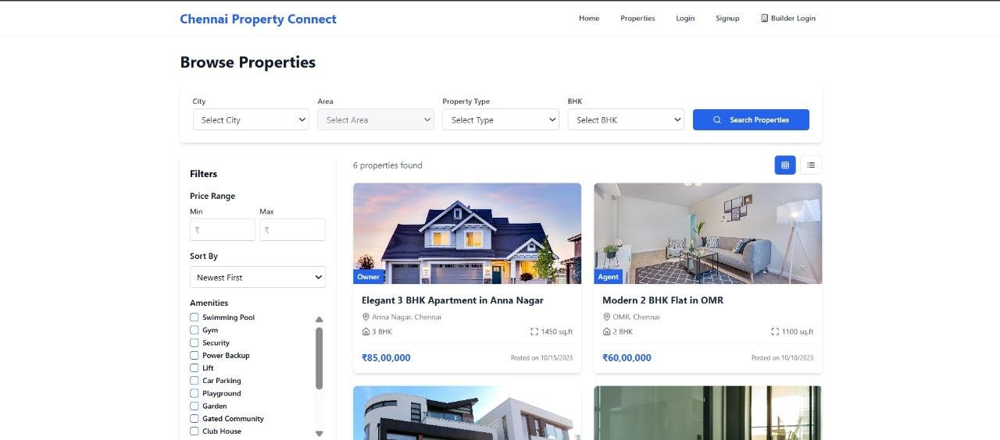 Chennai Property Connect
Home Properties Login Signup Builder Login
Browse Properties
City Area Property Type BHK
Select City Select Area Select Type Select BHK Search Properties
Filters
Price Range
Min Max
₹ ₹
Sort By
Newest First
Amenities
Swimming Pool
Gym
Security
Power Backup
Lift
Car Parking
Playground
Garden
Gated Community
Club House
6 properties found
Owner
Elegant 3 BHK Apartment in Anna Nagar
Anna Nagar, Chennai
3 BHK 1450 sq.ft
₹85,00,000 Posted on 10/15/2023
Agent
Modern 2 BHK Flat in OMR
OMR, Chennai
2 BHK 1100 sq.ft
₹60,00,000 Posted on 10/10/2023